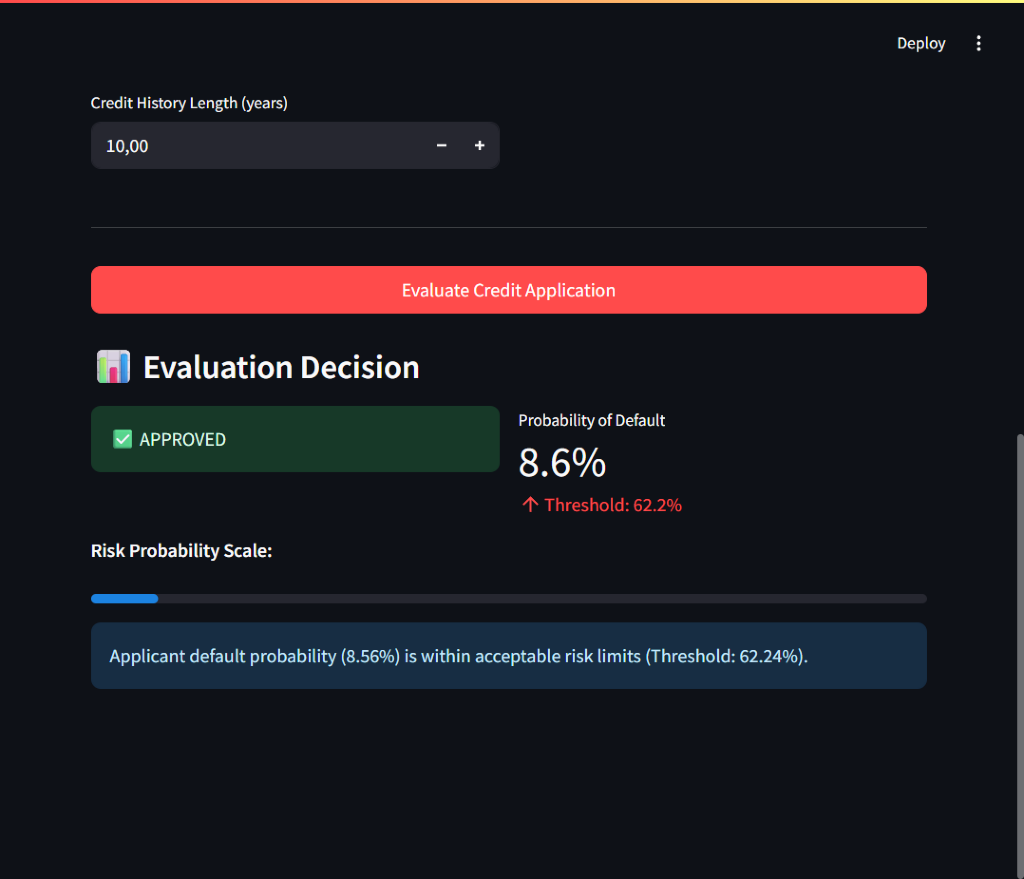 Deploy
Credit History Length (years)
10,00
Evaluate Credit Application
Evaluation Decision
APPROVED
Probability of Default
8.6%
Threshold: 62.2%
Risk Probability Scale:
Applicant default probability (8.56%) is within acceptable risk limits (Threshold: 62.24%).